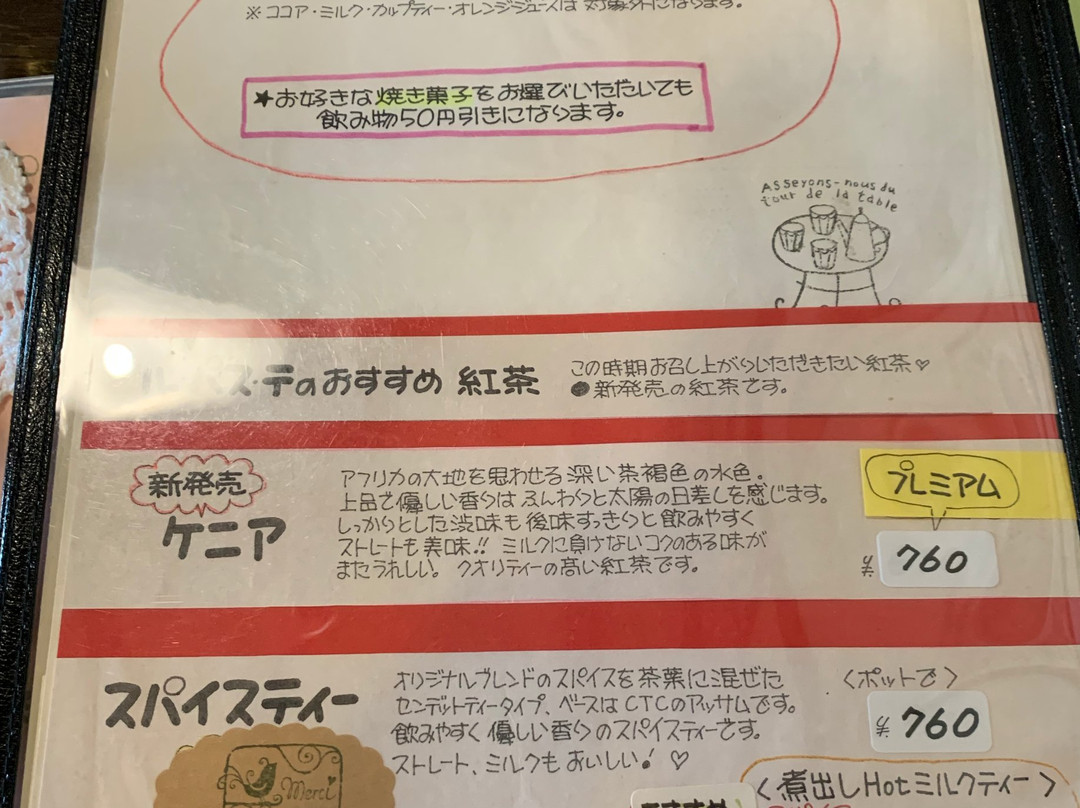 ※ココア・ミルク・カップティー・オレンジジュースは対象外になります。
★お好きな焼き菓子をお選びいただいても
飲み物50円引きになります。
Asseyons-nous du
tour de la table
テのおすすめ 紅茶
この時期お召し上がりいただきたい紅茶♡
●新発売の紅茶です。
新発売
ケニア
アフリカの大地を思わせる深い茶褐色の水色。
上品で優しい香りはふんわりと太陽の日差しを感じます。
しっかりとした渋味も後味すっきりと飲みやすく
ストレートも美味!! ミルクに負けないコクのある味が
またうれしい。 クオリティーの高い紅茶です。
プレミアム
¥760
スパイスティー
オリジナルブレンドのスパイスを茶葉に混ぜた
センテッドティータイプ、ベースはCTCのアッサムです。
飲みやすく優しい香りのスパイスティーです。
ストレート、ミルクもおいしい! ♡
〈ポットで〉
¥760
Merci
〈煮出しHotミルクティー〉